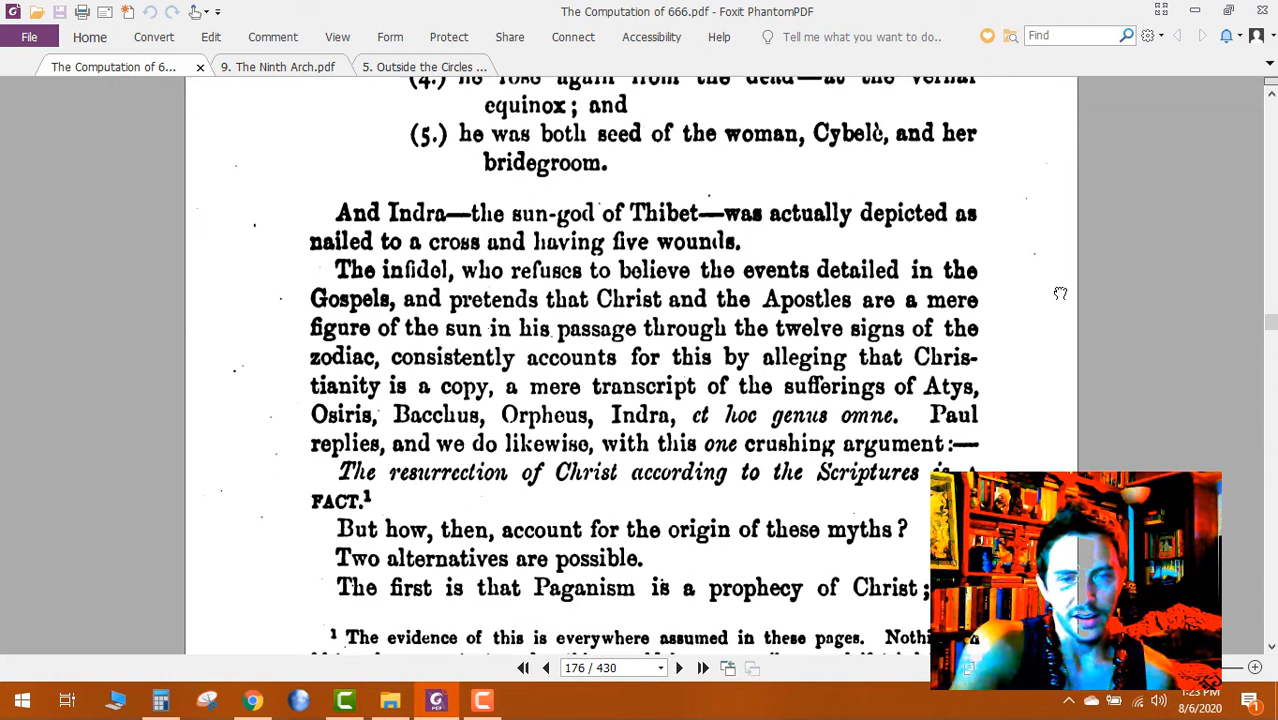 The Computation of 666.pdf - Foxit PhantomPDF
File Home Convert Edit Comment View Form Protect Share Connect Accessibility Help Tell me what you want to do.. Find
The Computation of 6... 9. The Ninth Arch.pdf 5. Outside the Circles ...
(4.) he rose again from the dead—at the vernal
equinox; and
(5.) he was both seed of the woman, Cybelè, and her
bridegroom.
And Indra—the sun-god of Thibet—was actually depicted as
nailed to a cross and having five wounds.
The infidel, who refuses to believe the events detailed in the
Gospels, and pretends that Christ and the Apostles are a mere
figure of the sun in his passage through the twelve signs of the
zodiac, consistently accounts for this by alleging that Chris-
tianity is a copy, a mere transcript of the sufferings of Atys,
Osiris, Bacchus, Orpheus, Indra, et hoc genus omne. Paul
replies, and we do likewise, with this one crushing argument:—
The resurrection of Christ according to the Scriptures
FACT.¹
But how, then, account for the origin of these myths?
Two alternatives are possible.
The first is that Paganism is a prophecy of Christ;
¹ The evidence of this is everywhere assumed in these pages.
176 / 430
1:23 PM
8/6/2020